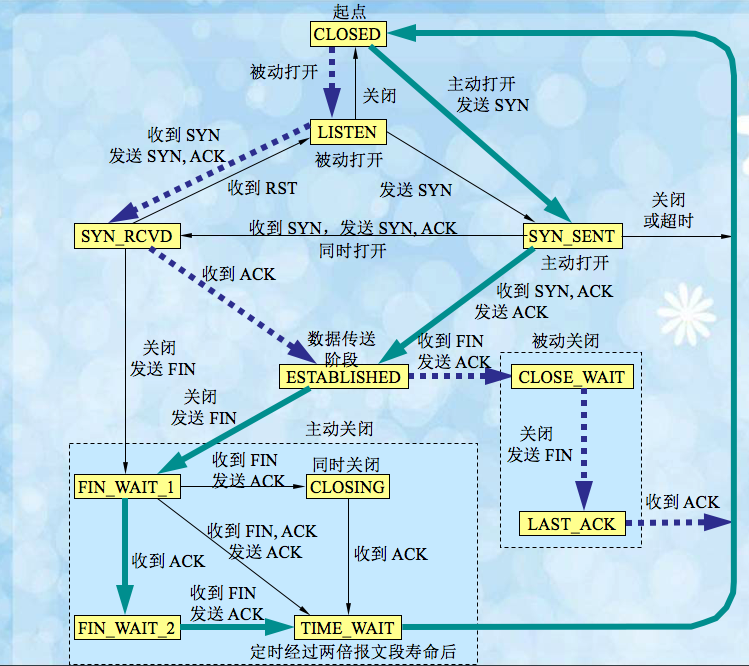 起点
CLOSED
被动打开
关闭
主动打开
发送 SYN
LISTEN
被动打开
收到 SYN
发送 SYN, ACK
收到 RST
发送 SYN
关闭
或超时
SYN_RCVD
收到 SYN，发送 SYN, ACK
同时打开
SYN_SENT
主动打开
收到 ACK
收到 SYN, ACK
发送 ACK
数据传送
阶段
ESTABLISHED
收到 FIN
发送 ACK
被动关闭
CLOSE_WAIT
关闭
发送 FIN
关闭
发送 FIN
关闭
发送 FIN
主动关闭
FIN_WAIT_1
收到 FIN
发送 ACK
同时关闭
CLOSING
LAST_ACK
收到 ACK
收到 ACK
收到 FIN, ACK
发送 ACK
收到 ACK
FIN_WAIT_2
收到 FIN
发送 ACK
TIME_WAIT
定时经过两倍报文段寿命后